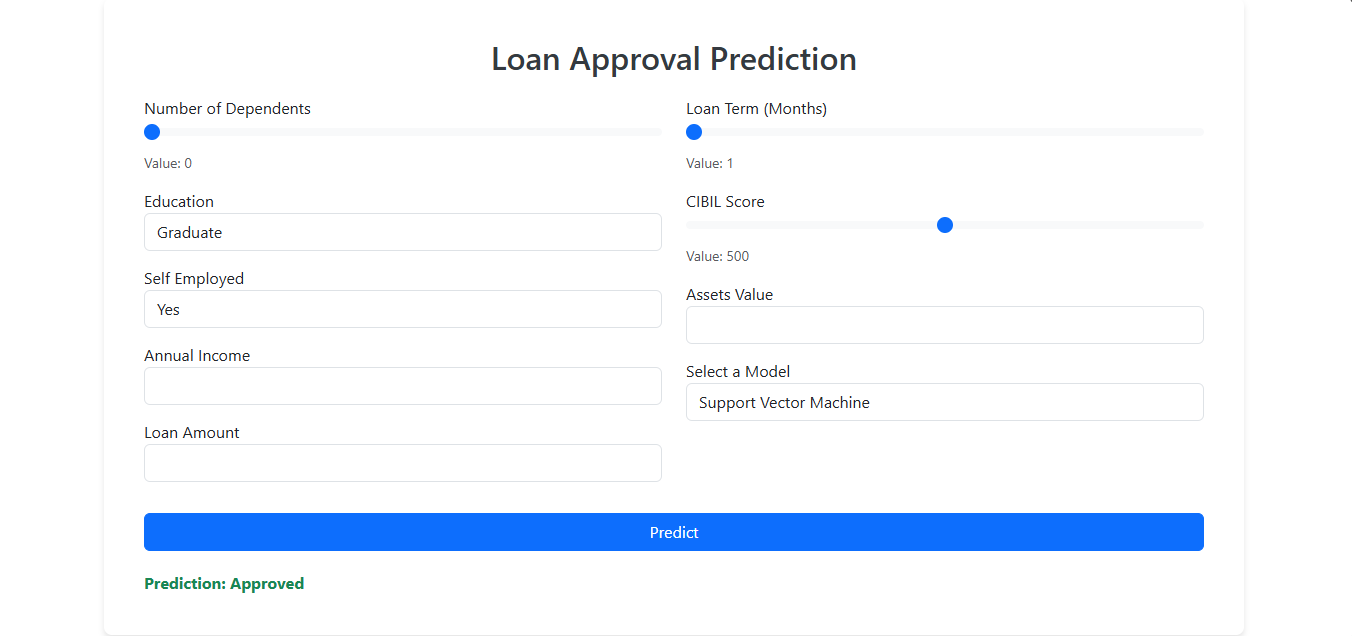 Loan Approval Prediction
Number of Dependents
Value: 0
Education
Graduate
Self Employed
Yes
Annual Income
Loan Amount
Loan Term (Months)
Value: 1
CIBIL Score
Value: 500
Assets Value
Select a Model
Support Vector Machine
Predict
Prediction: Approved